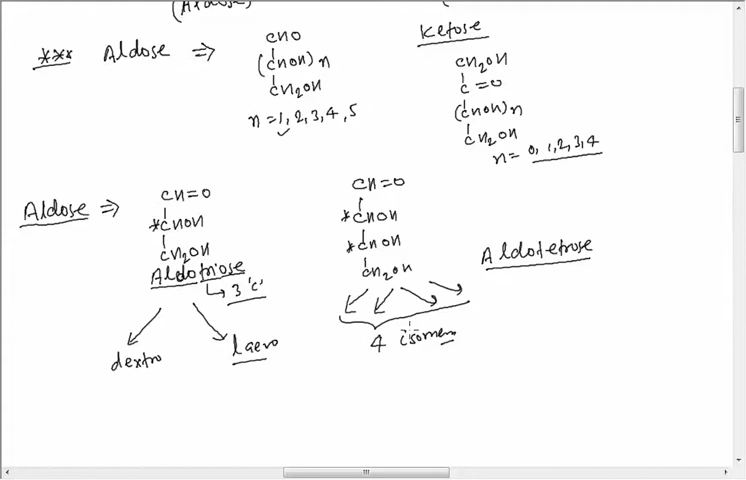 *** Aldose ⇒
CHO
(CHOH)n
CH2OH
n = 1, 2, 3, 4, 5
Ketose
CH2OH
C=O
(CHOH)n
CH2OH
n = 0, 1, 2, 3, 4
Aldose ⇒
CH=O
*CHOH
CH2OH
Aldotriose
↳ 3 'C'
dextro
laevo
CH=O
*CHOH
*CHOH
CH2OH
4 isomers
Aldotetrose